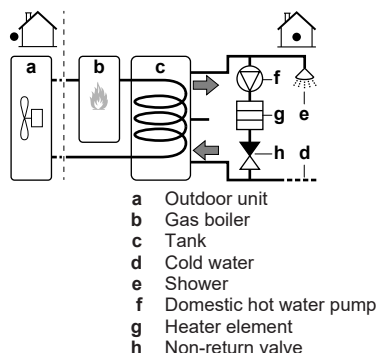 a b c
f
g e
h d
a Outdoor unit
b Gas boiler
c Tank
d Cold water
e Shower
f Domestic hot water pump
g Heater element
h Non-return valve